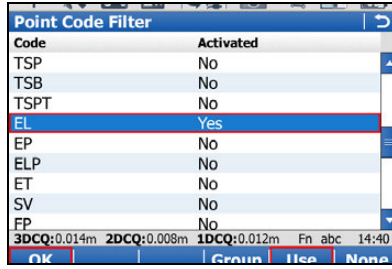 Point Code Filter
Code Activated
TSP No
TSB No
TSPT No
EL Yes
EP No
ELP No
ET No
SV No
FP No
3DCQ:0.014m 2DCQ:0.008m 1DCQ:0.012m Fn abc 14:40
OK Group Use None